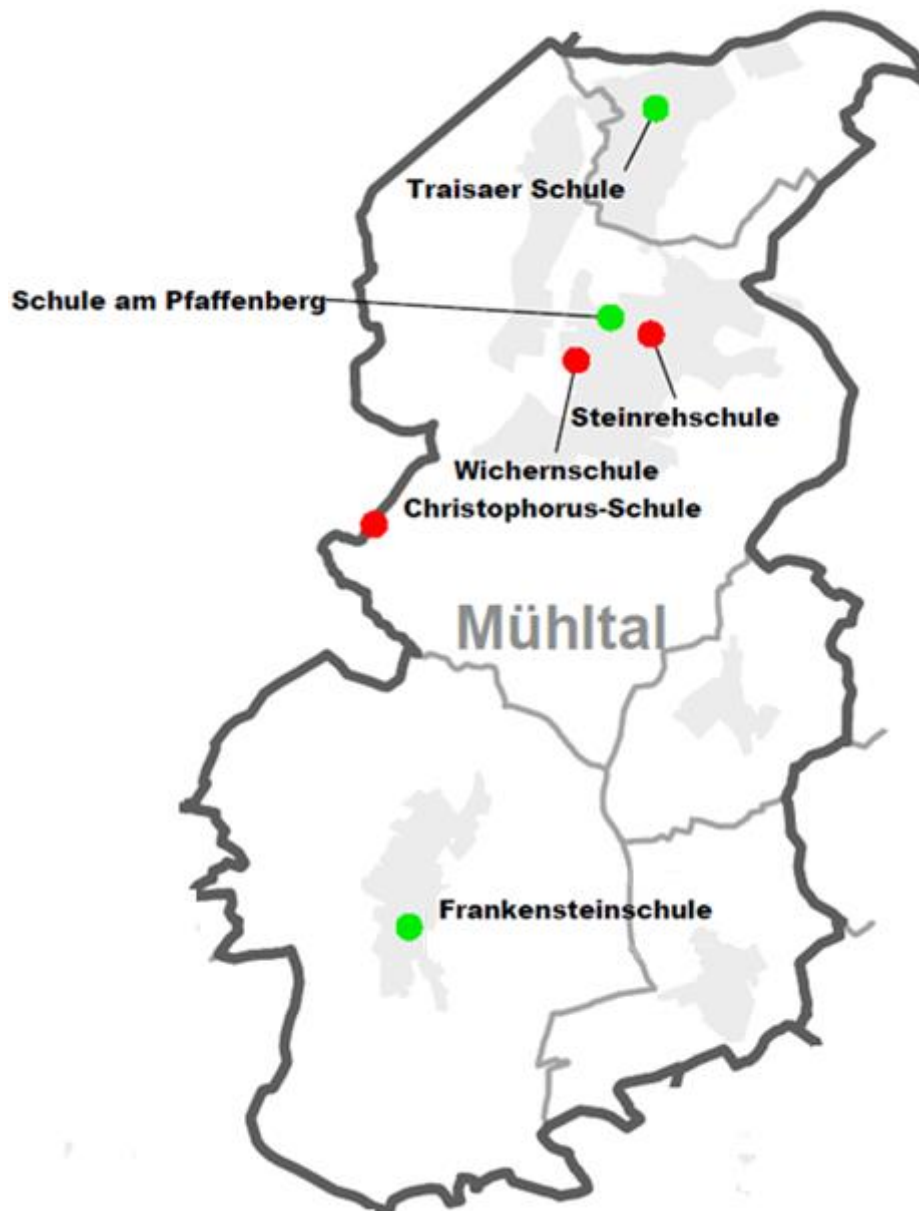 Traisaer Schule
Schule am Pfaffenberg
Steinrehschule
Wichernschule
Christophorus-Schule
Mühltal
Frankensteinschule